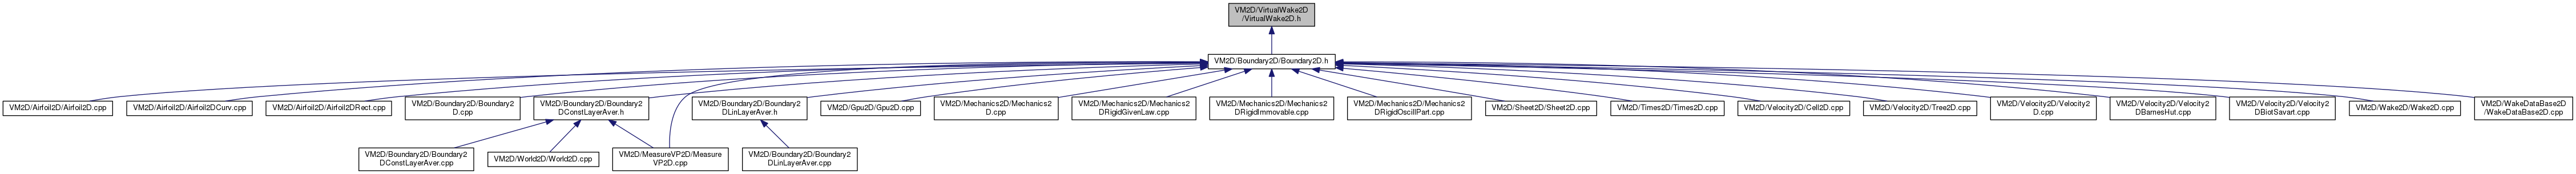 VM2D/VirtualWake2D
/VirtualWake2D.h
VM2D/Boundary2D/Boundary2D.h
VM2D/Airfoil2D/Airfoil2D.cpp
VM2D/Airfoil2D/Airfoil2DCurv.cpp
VM2D/Airfoil2D/Airfoil2DRect.cpp
VM2D/Boundary2D/Boundary2
D.cpp
VM2D/Boundary2D/Boundary2
DConstLayerAver.h
VM2D/Boundary2D/Boundary2
DLinLayerAver.h
VM2D/Gpu2D/Gpu2D.cpp
VM2D/Mechanics2D/Mechanics2
D.cpp
VM2D/Mechanics2D/Mechanics2
DRigidGivenLaw.cpp
VM2D/Mechanics2D/Mechanics2
DRigidImmovable.cpp
VM2D/Mechanics2D/Mechanics2
DRigidOscillPart.cpp
VM2D/Sheet2D/Sheet2D.cpp
VM2D/Times2D/Times2D.cpp
VM2D/Velocity2D/Cell2D.cpp
VM2D/Velocity2D/Tree2D.cpp
VM2D/Velocity2D/Velocity2
D.cpp
VM2D/Velocity2D/Velocity2
DBarnesHut.cpp
VM2D/Velocity2D/Velocity2
DBiotSavart.cpp
VM2D/Wake2D/Wake2D.cpp
VM2D/WakeDataBase2D
/WakeDataBase2D.cpp
VM2D/Boundary2D/Boundary2
DConstLayerAver.cpp
VM2D/World2D/World2D.cpp
VM2D/MeasureVP2D/Measure
VP2D.cpp
VM2D/Boundary2D/Boundary2
DLinLayerAver.cpp